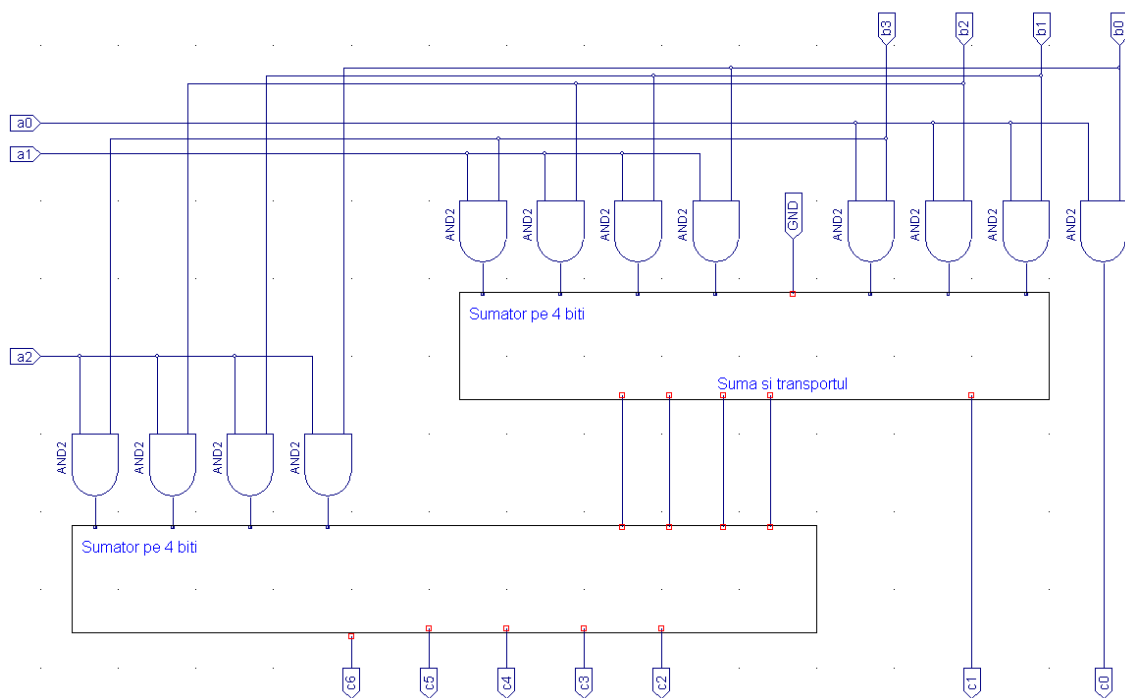 b3 b2 b1 b0
a0
a1
AND2 AND2 AND2 AND2 GND AND2 AND2 AND2 AND2
Sumator pe 4 biti
a2
Suma si transportul
AND2 AND2 AND2 AND2
Sumator pe 4 biti
c6 c5 c4 c3 c2 c1 c0